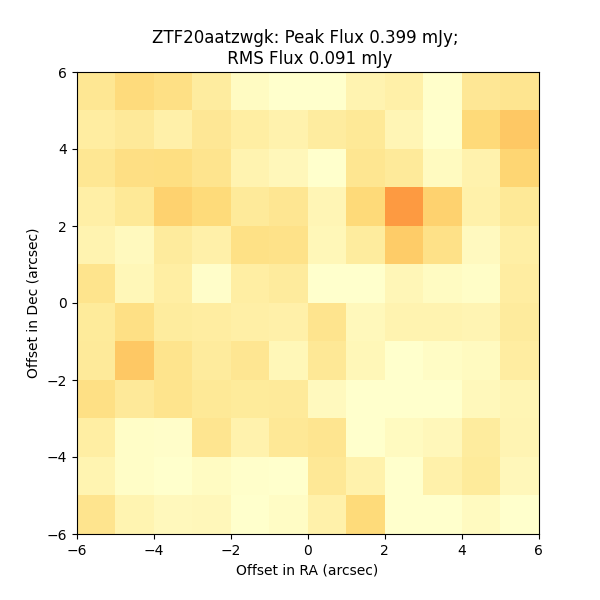 ZTF20aatzwgk: Peak Flux 0.399 mJy;
RMS Flux 0.091 mJy
6
4
2
0
−2
−4
−6
Offset in Dec (arcsec)
−6 −4 −2 0 2 4 6
Offset in RA (arcsec)